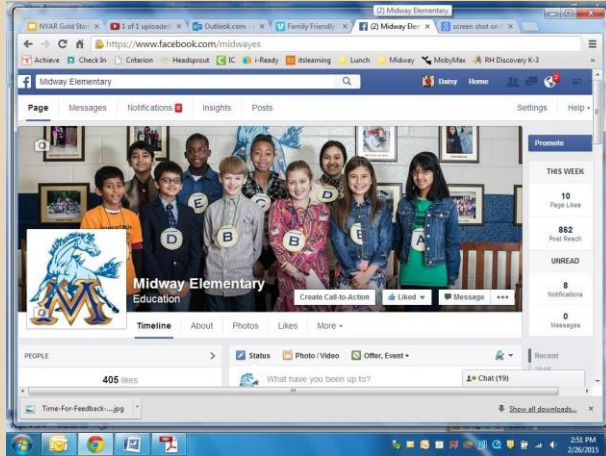 (2) Midway Elementary
NYAR Gold Star
1 of 1 uploaded
Outlook.com -
Family Friendly
(2) Midway Elem
screen shot on
https://www.facebook.com/midwayes
Achieve Check In Criterion Headsprout IC i-Ready itslearning Lunch Midway MobyMax RH Discovery K-3
Midway Elementary
Daisy Home
Page Messages Notifications Insights Posts Settings Help
Promote
THIS WEEK
10
Page Likes
862
Post Reach
UNREAD
8
Notifications
0
Messages
Recent
2015
D E B B E D A
M
Midway Elementary
Education
Create Call-to-Action Liked Message
Timeline About Photos Likes More
PEOPLE
405 likes
Status Photo / Video Offer, Event +
What have you been up to?
Chat (19)
Time-For-Feedback-....jpg
Show all downloads...
2:51 PM
2/26/2015